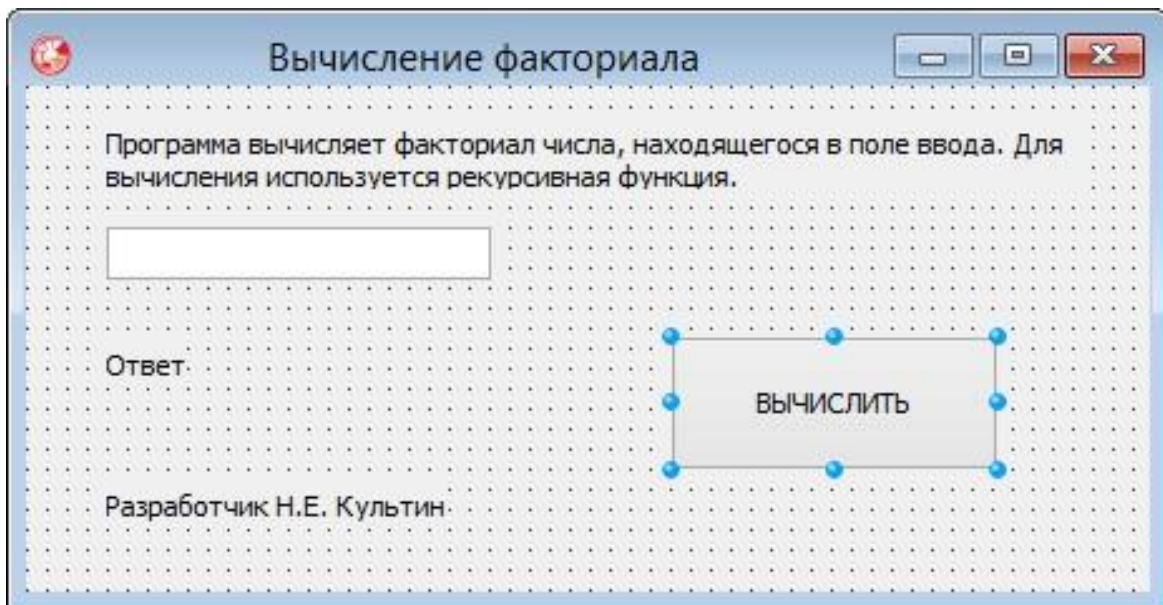 Вычисление факториала
Программа вычисляет факториал числа, находящегося в поле ввода. Для
вычисления используется рекурсивная функция.
Ответ
ВЫЧИСЛИТЬ
Разработчик Н.Е. Культин